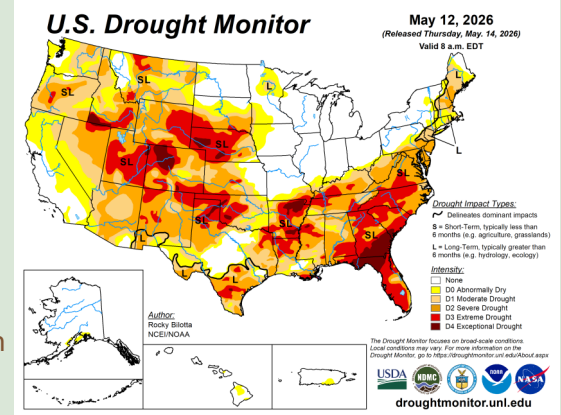 U.S. Drought Monitor
May 12, 2026
(Released Thursday, May. 14, 2026)
Valid 8 a.m. EDT
SL
SL
L
L
L
SL
SL
SL
SL
SL
SL
L
L
L
Drought Impact Types:
Delineates dominant impacts
S = Short-Term, typically less than
6 months (e.g. agriculture, grasslands)
L = Long-Term, typically greater than
6 months (e.g. hydrology, ecology)
Intensity:
None
D0 Abnormally Dry
D1 Moderate Drought
D2 Severe Drought
D3 Extreme Drought
D4 Exceptional Drought
Author:
Rocky Bilotta
NCEI/NOAA
The Drought Monitor focuses on broad-scale conditions.
Local conditions may vary. For more information on the
Drought Monitor, go to https://droughtmonitor.unl.edu/About.aspx
USDA
NDMC
NOAA
NASA
droughtmonitor.unl.edu